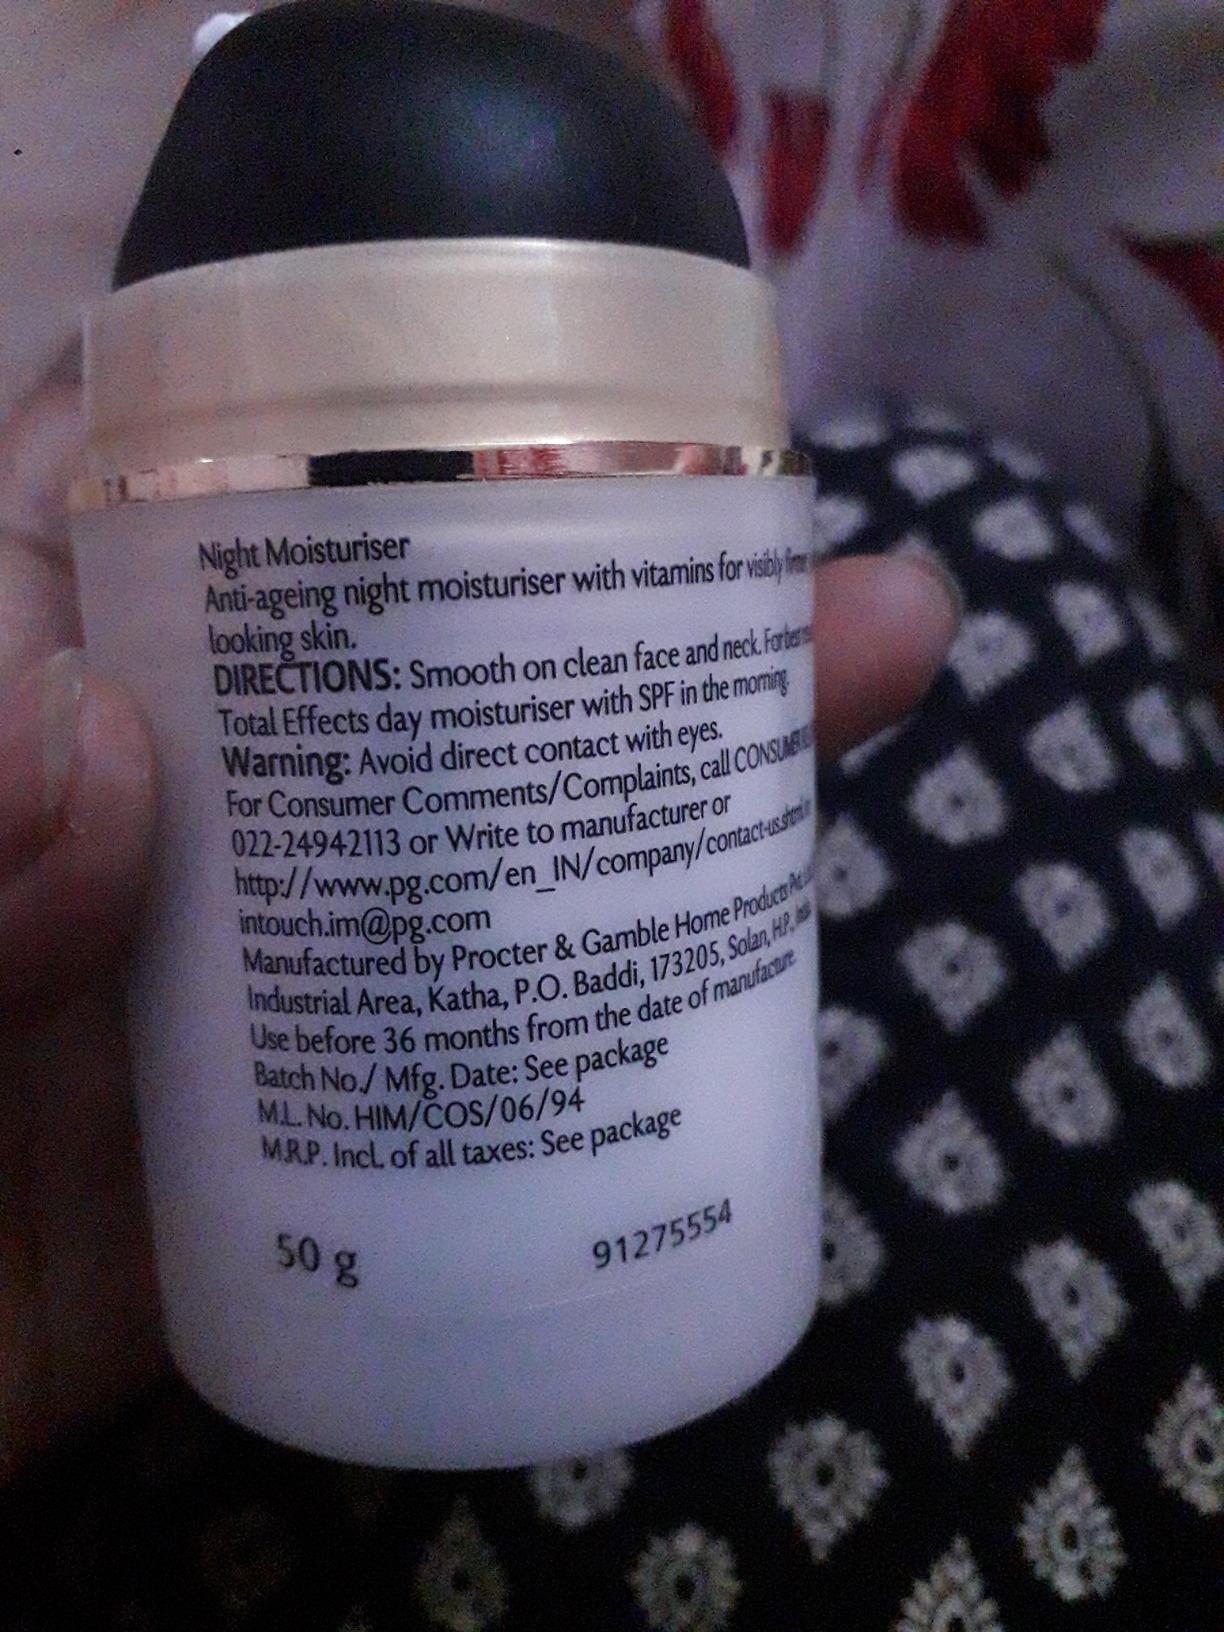 Night Moisturiser
Anti-ageing night moisturiser with vitamins for visibly firmer
looking skin.
DIRECTIONS: Smooth on clean face and neck. For best
Total Effects day moisturiser with SPF in the morning.
Warning: Avoid direct contact with eyes.
For Consumer Comments/Complaints, call CONSUMER
022-24942113 or Write to manufacturer or
http://www.pg.com/en_IN/company/contact-us.shtml
intouch.im@pg.com
Manufactured by Procter & Gamble Home Products Pvt.
Industrial Area, Katha, P.O. Baddi, 173205, Solan, H.P., India
Use before 36 months from the date of manufacture.
Batch No./ Mfg. Date: See package
M.L. No. HIM/COS/06/94
M.R.P. Incl. of all taxes: See package
50 g
91275554